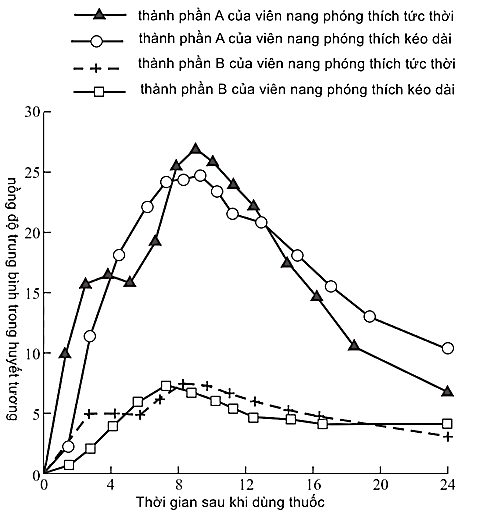 thành phần A của viên nang phóng thích tức thời
thành phần A của viên nang phóng thích kéo dài
thành phần B của viên nang phóng thích tức thời
thành phần B của viên nang phóng thích kéo dài
nồng độ trung bình trong huyết tương
30
25
20
15
10
5
0
0 4 8 12 16 20 24
Thời gian sau khi dùng thuốc